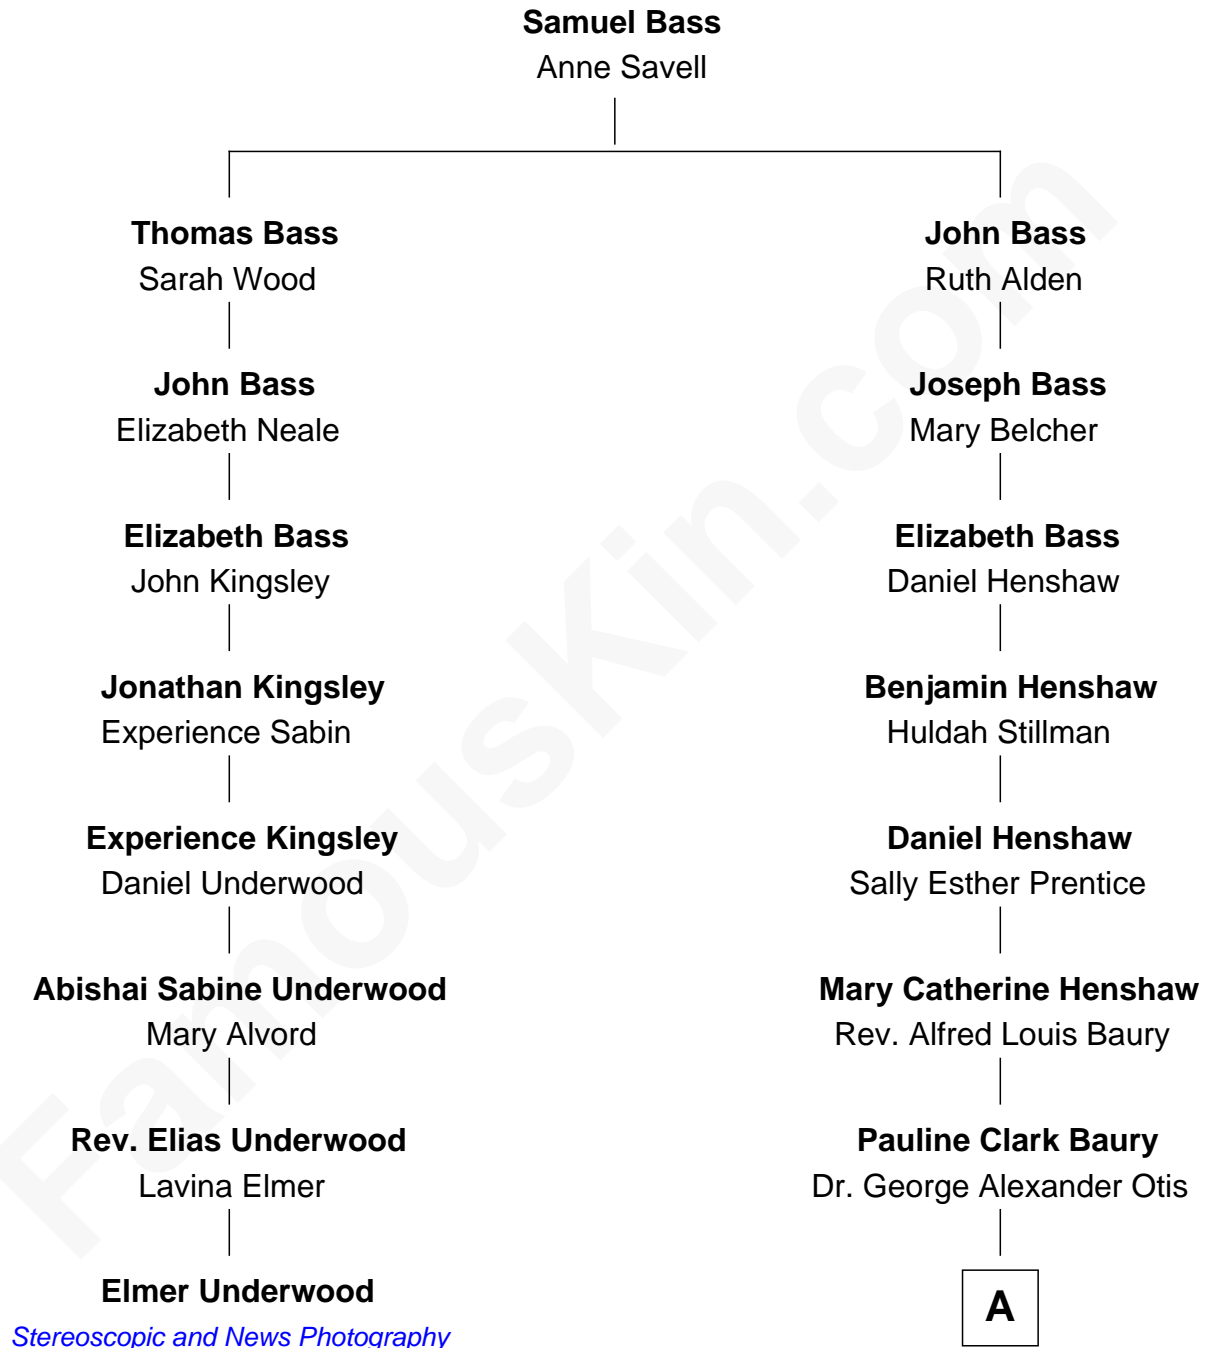 Samuel Bass
Anne Savell
Thomas Bass
Sarah Wood
John Bass
Ruth Alden
John Bass
Elizabeth Neale
Joseph Bass
Mary Belcher
Elizabeth Bass
John Kingsley
Elizabeth Bass
Daniel Henshaw
Jonathan Kingsley
Experience Sabin
Benjamin Henshaw
Huldah Stillman
Experience Kingsley
Daniel Underwood
Daniel Henshaw
Sally Esther Prentice
Abishai Sabine Underwood
Mary Alvord
Mary Catherine Henshaw
Rev. Alfred Louis Baury
Rev. Elias Underwood
Lavina Elmer
Pauline Clark Baury
Dr. George Alexander Otis
Elmer Underwood
Stereoscopic and News Photography
A
FamousKin.com